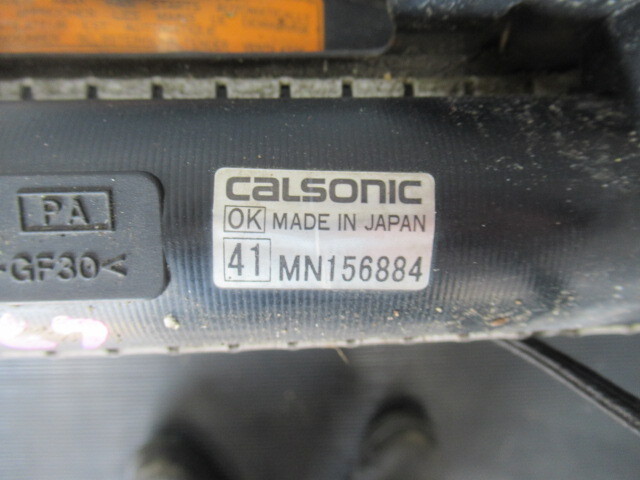 PA
-GF30<
CALSONIC
OK MADE IN JAPAN
41 MN156884